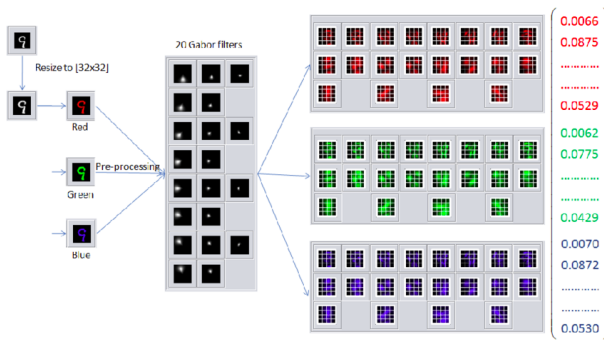 20 Gabor filters
Resize to [32x32]
Red
Pre-processing
Green
Blue
0.0066
0.0875
............
0.0529
0.0062
0.0775
............
............
0.0429
0.0070
0.0872
............
............
0.0530